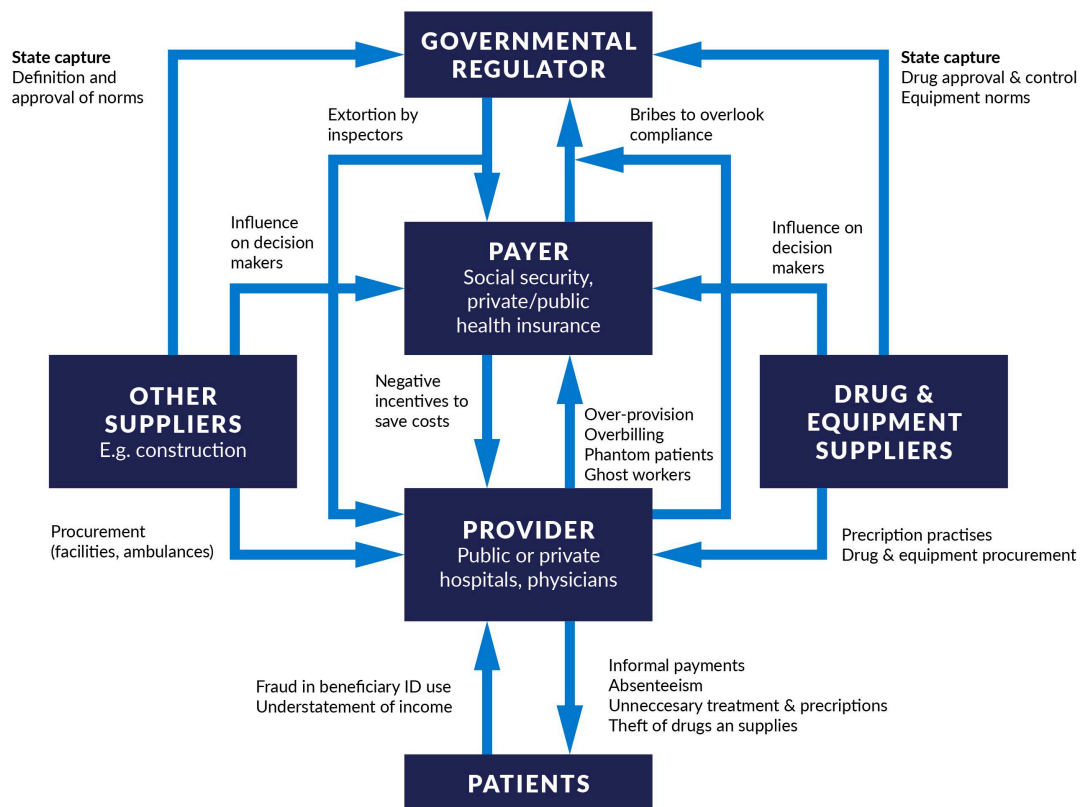 GOVERNMENTAL
REGULATOR
State capture
Definition and
approval of norms
State capture
Drug approval & control
Equipment norms
Extortion by
inspectors
Bribes to overlook
compliance
Influence
on decision
makers
PAYER
Social security,
private/public
health insurance
Influence on
decision
makers
OTHER
SUPPLIERS
E.g. construction
Negative
incentives to
save costs
Over-provision
Overbilling
Phantom patients
Ghost workers
DRUG &
EQUIPMENT
SUPPLIERS
Procurement
(facilities, ambulances)
PROVIDER
Public or private
hospitals, physicians
Precription practises
Drug & equipment procurement
Fraud in beneficiary ID use
Understatement of income
Informal payments
Absenteeism
Unneccesary treatment & precriptions
Theft of drugs an supplies
PATIENTS